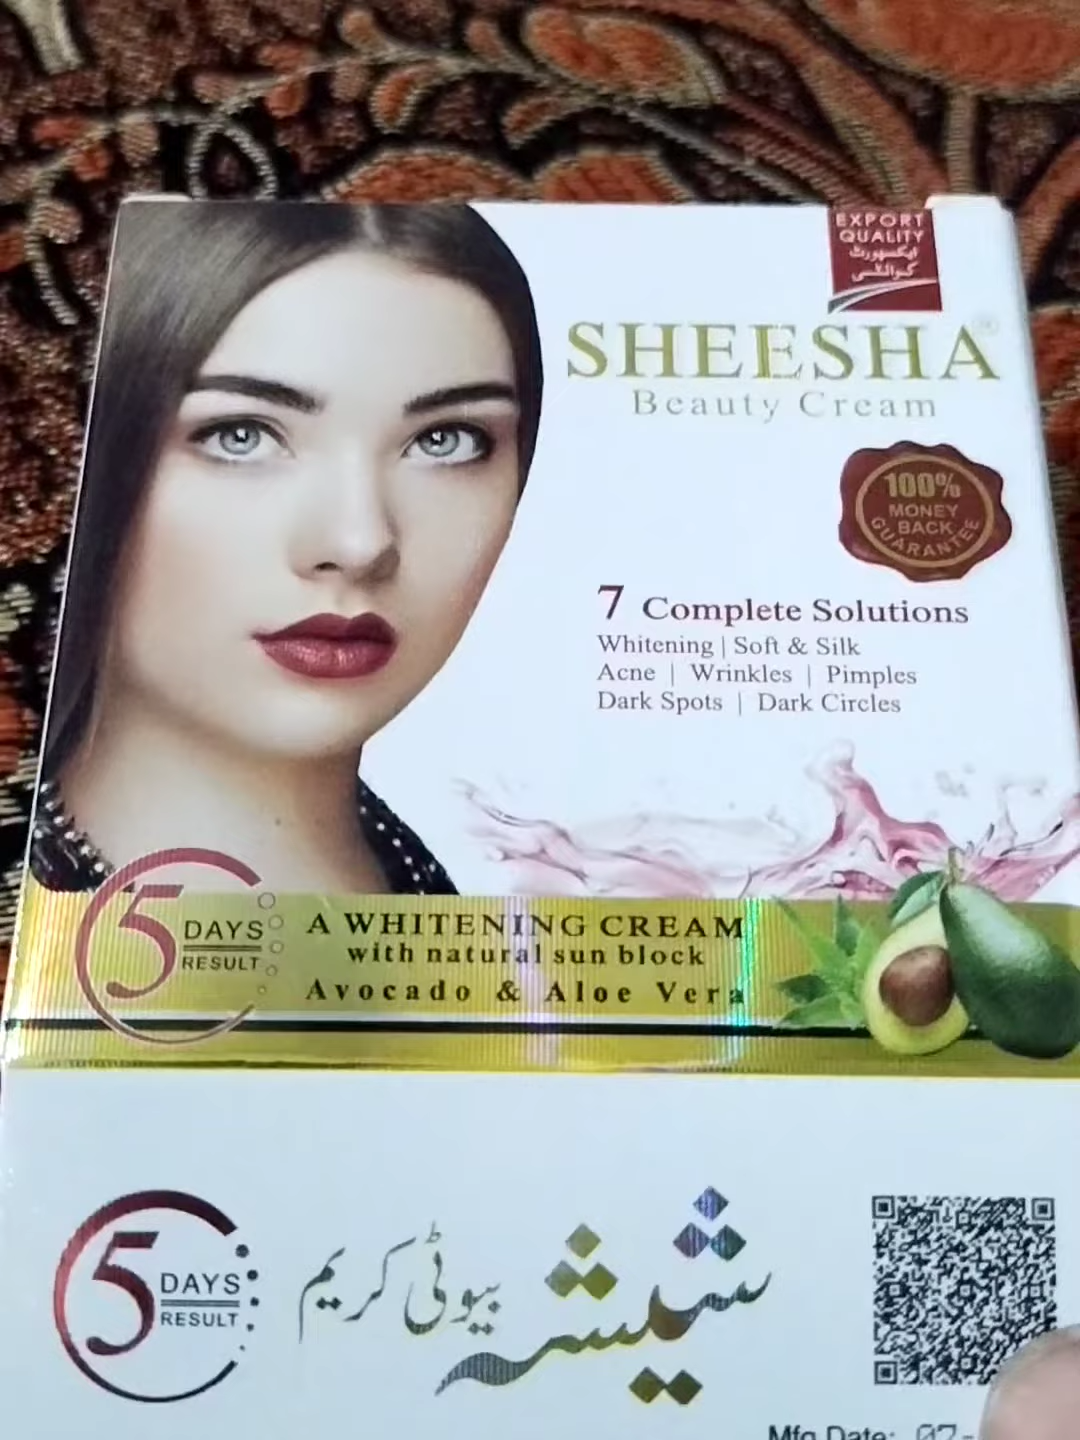 EXPORT
QUALITY
ایکسپورٹ
کوالٹی
SHEESHA®
Beauty Cream
100%
MONEY
BACK
GUARANTEE
7 Complete Solutions
Whitening | Soft & Silk
Acne | Wrinkles | Pimples
Dark Spots | Dark Circles
5 DAYS
RESULT
A WHITENING CREAM
with natural sun block
Avocado & Aloe Vera
5 DAYS
RESULT
شیشہ بیوٹی کریم
Mfg Date: 07-